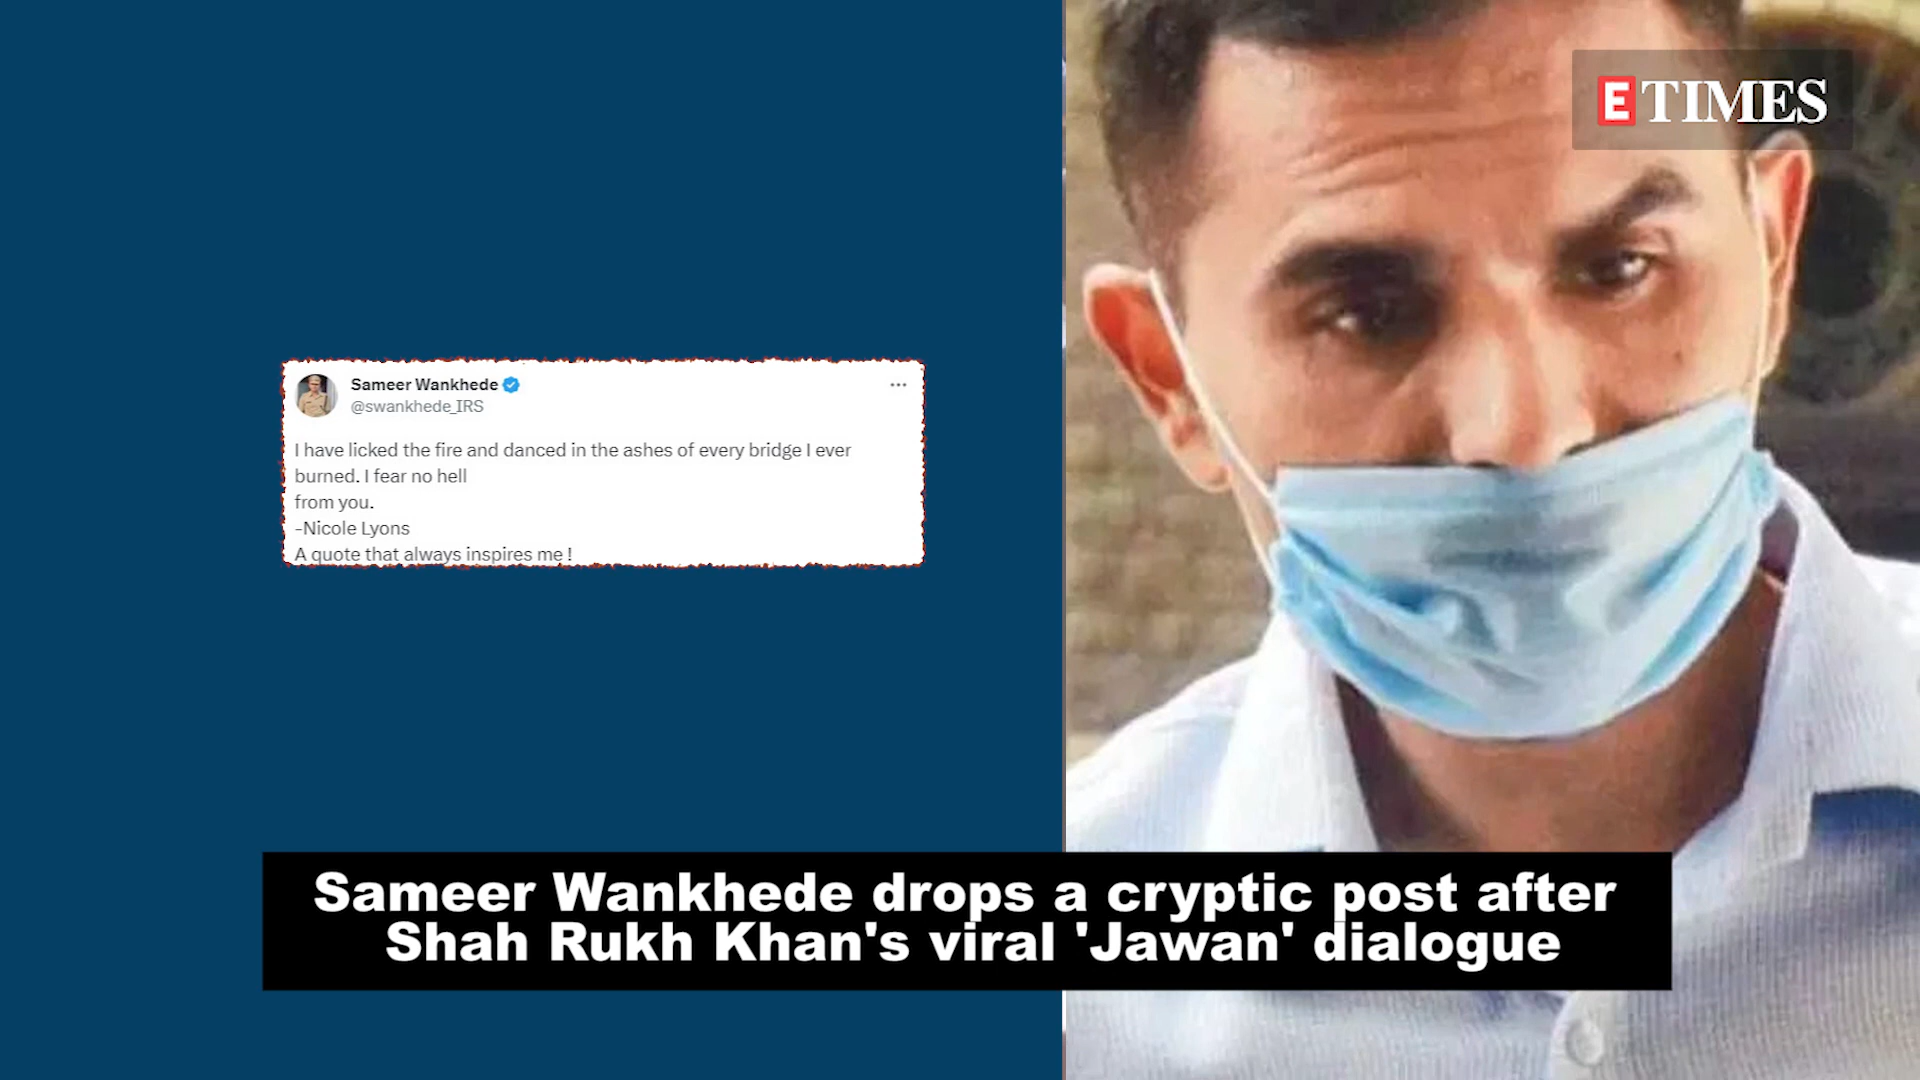 E TIMES
Sameer Wankhede
@swankhede_IRS
I have licked the fire and danced in the ashes of every bridge I ever
burned. I fear no hell
from you.
-Nicole Lyons
A quote that always inspires me !
Sameer Wankhede drops a cryptic post after
Shah Rukh Khan's viral 'Jawan' dialogue